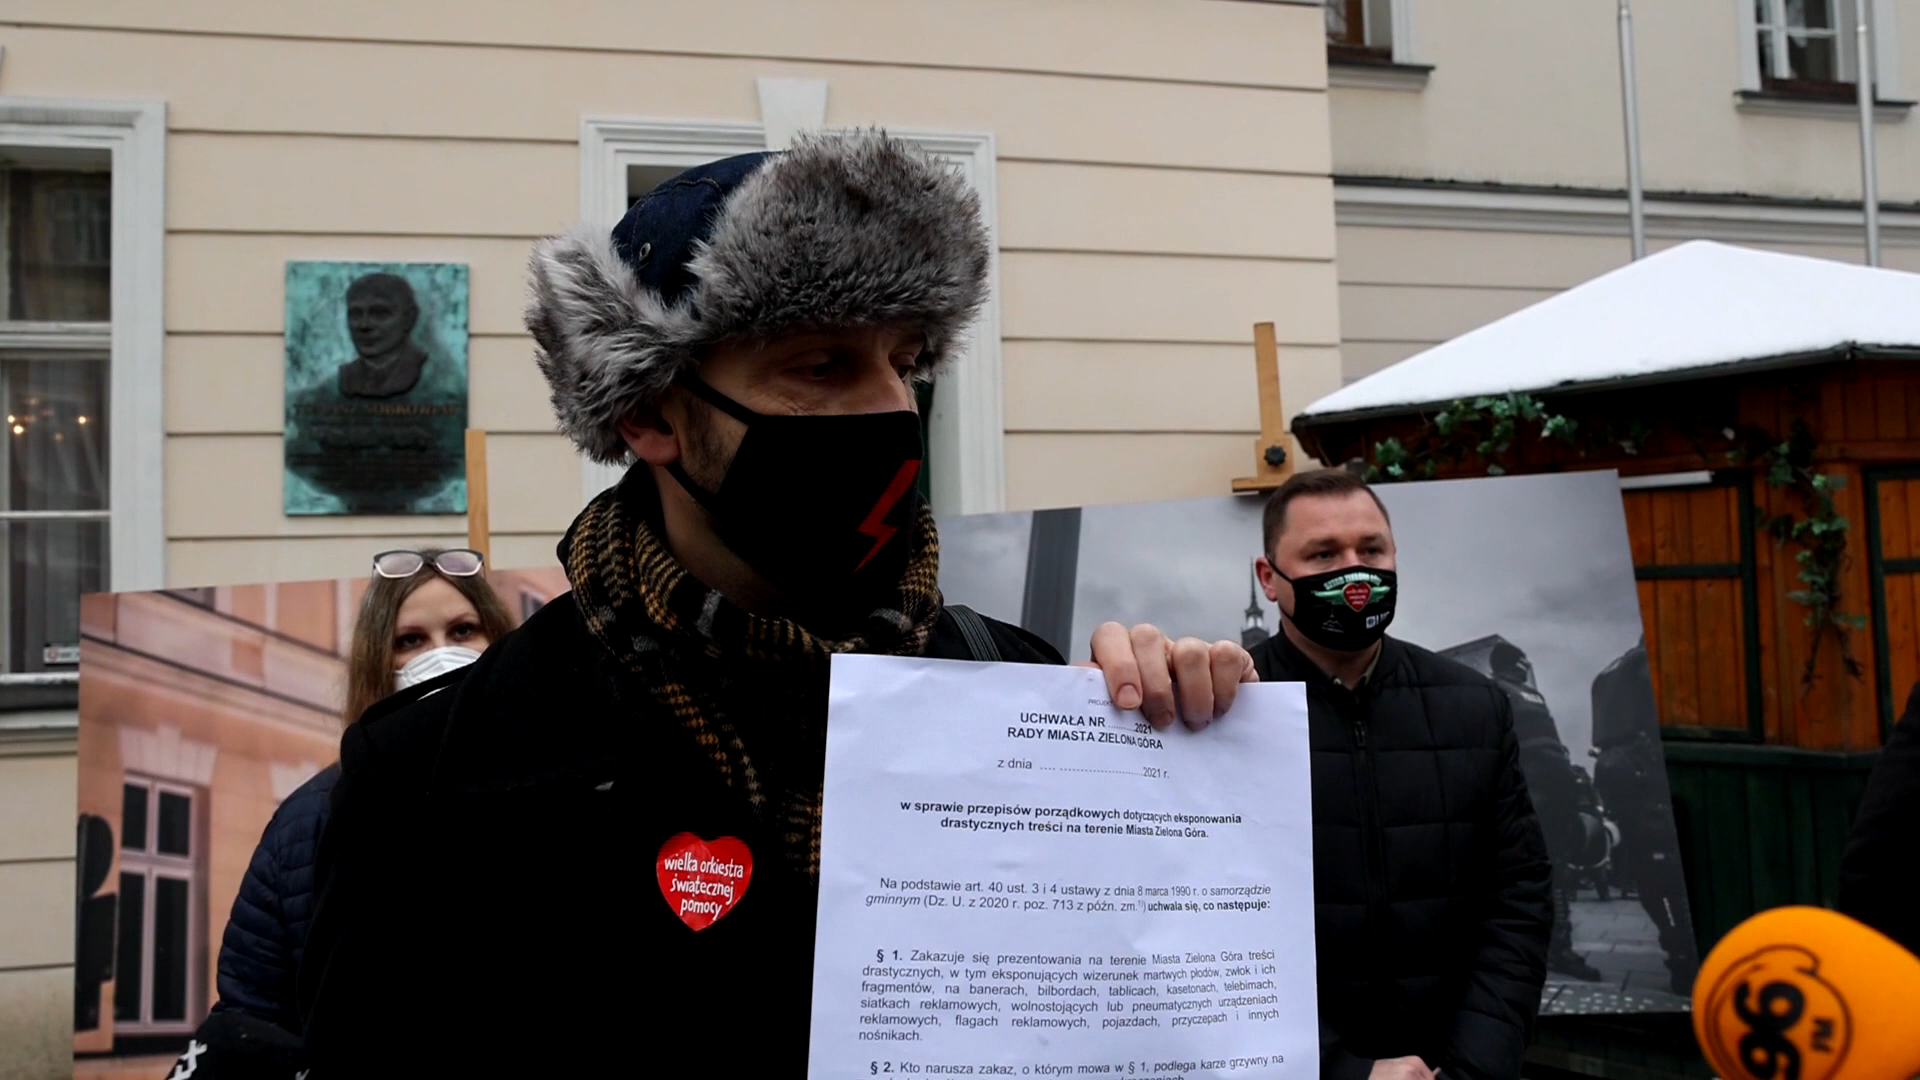 wielka orkiestra
świątecznej
pomocy
UCHWAŁA NR ........2021
RADY MIASTA ZIELONA GÓRA
z dnia .... ........................2021 r.
w sprawie przepisów porządkowych dotyczących eksponowania
drastycznych treści na terenie Miasta Zielona Góra.
Na podstawie art. 40 ust. 3 i 4 ustawy z dnia 8 marca 1990 r. o samorządzie
gminnym (Dz. U. z 2020 r. poz. 713 z późn. zm.¹⁾) uchwala się, co następuje:
§ 1. Zakazuje się prezentowania na terenie Miasta Zielona Góra treści
drastycznych, w tym eksponujących wizerunek martwych płodów, zwłok i ich
fragmentów, na banerach, bilbordach, tablicach, kasetonach, telebimach,
siatkach reklamowych, wolnostojących lub pneumatycznych urządzeniach
reklamowych, flagach reklamowych, pojazdach, przyczepach i innych
nośnikach.
§ 2. Kto narusza zakaz, o którym mowa w § 1, podlega karze grzywny na
96
FM